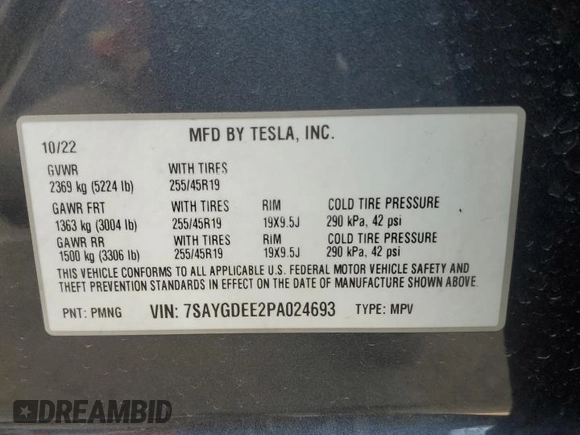 10/22 MFD BY TESLA, INC.
GVWR WITH TIRES
2369 kg (5224 lb) 255/45R19
GAWR FRT WITH TIRES RIM COLD TIRE PRESSURE
1363 kg (3004 lb) 255/45R19 19X9.5J 290 kPa, 42 psi
GAWR RR WITH TIRES RIM COLD TIRE PRESSURE
1500 kg (3306 lb) 255/45R19 19X9.5J 290 kPa, 42 psi
THIS VEHICLE CONFORMS TO ALL APPLICABLE U.S. FEDERAL MOTOR VEHICLE SAFETY AND
THEFT PREVENTION STANDARDS IN EFFECT ON THE DATE OF MANUFACTURE SHOWN ABOVE.
PNT: PMNG VIN: 7SAYGDEE2PA024693 TYPE: MPV
DREAMBID